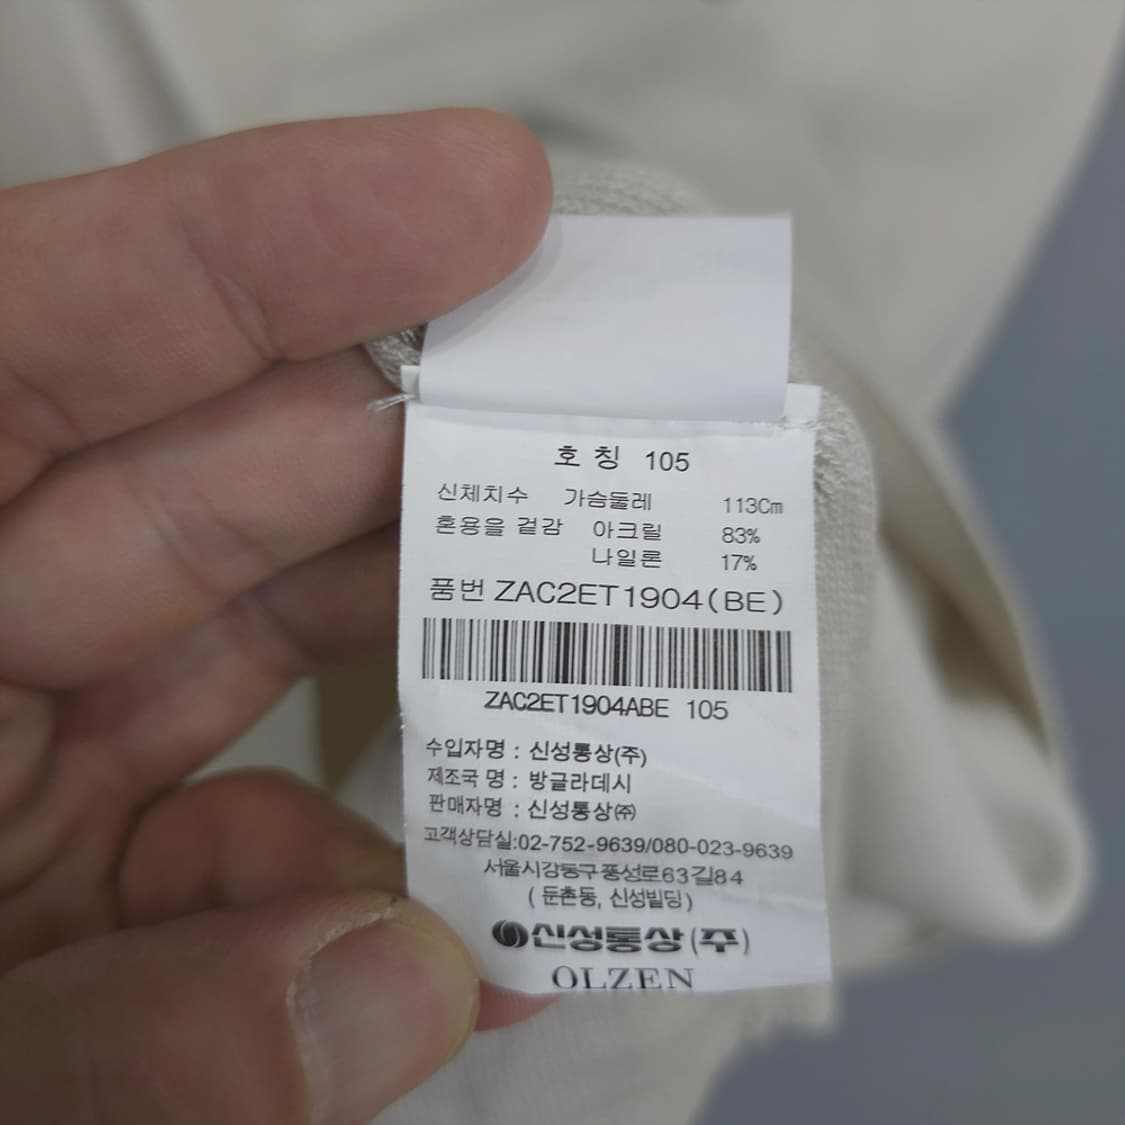 호 칭 105
신체치수 가슴둘레 113Cm
혼용율 겉감 아크릴 83%
나일론 17%
품번 ZAC2ET1904(BE)
ZAC2ET1904ABE 105
수입자명 : 신성통상(주)
제조국 명 : 방글라데시
판매자명 : 신성통상㈜
고객상담실:02-752-9639/080-023-9639
서울시강동구풍성로63길84
( 둔촌동, 신성빌딩)
신성통상(주)
OLZEN